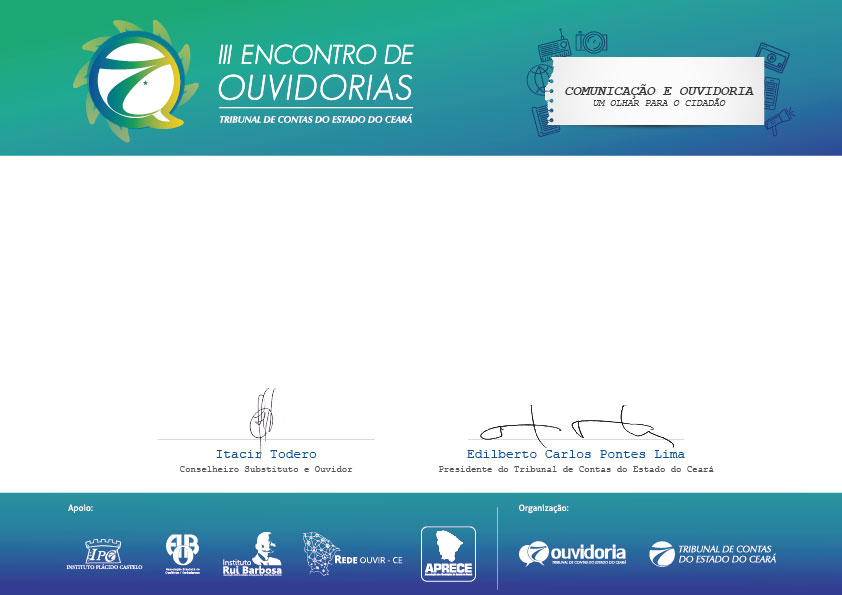 III ENCONTRO DE
OUVIDORIAS
TRIBUNAL DE CONTAS DO ESTADO DO CEARÁ
COMUNICAÇÃO E OUVIDORIA
UM OLHAR PARA O CIDADÃO
Itacir Todero
Conselheiro Substituto e Ouvidor
Edilberto Carlos Pontes Lima
Presidente do Tribunal de Contas do Estado do Ceará
Apoio:
IPC
INSTITUTO PLÁCIDO CASTELO
Instituto
Rui Barbosa
REDE OUVIR - CE
APRECE
Organização:
ouvidoria
TRIBUNAL DE CONTAS DO ESTADO DO CEARÁ
TRIBUNAL DE CONTAS
DO ESTADO DO CEARÁ